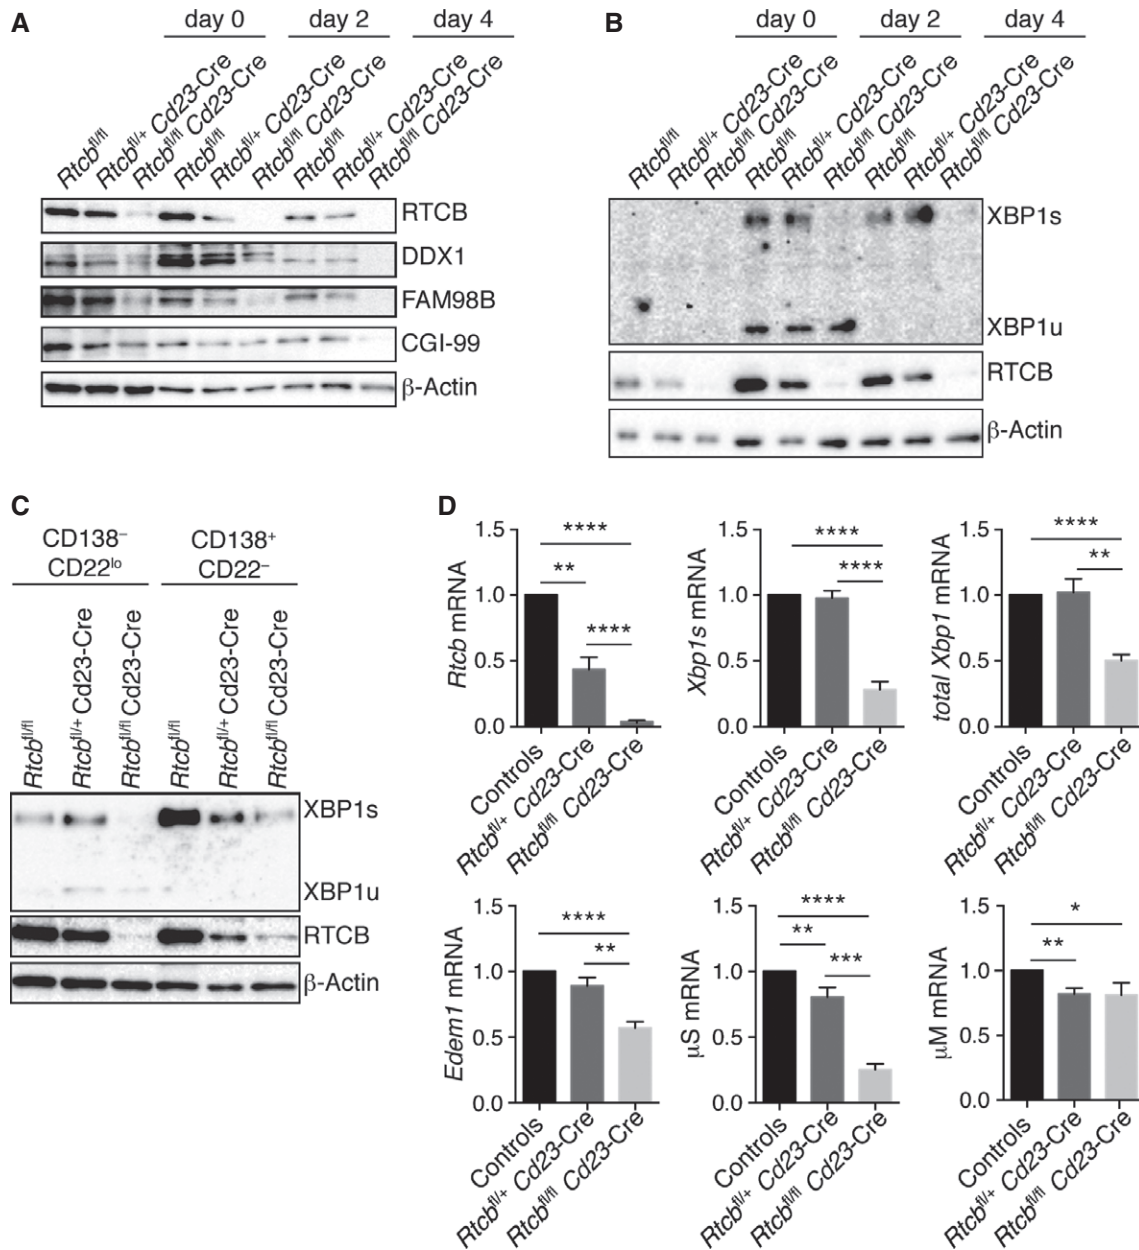 A
day 0
day 2
day 4
Rtcbfl/fl
Rtcbfl/+ Cd23-Cre
Rtcbfl/fl Cd23-Cre
Rtcbfl/fl
Rtcbfl/+ Cd23-Cre
Rtcbfl/fl Cd23-Cre
Rtcbfl/fl
Rtcbfl/+ Cd23-Cre
Rtcbfl/fl Cd23-Cre
RTCB
DDX1
FAM98B
CGI-99
β-Actin
B
day 0
day 2
day 4
Rtcbfl/fl
Rtcbfl/+ Cd23-Cre
Rtcbfl/fl Cd23-Cre
Rtcbfl/fl
Rtcbfl/+ Cd23-Cre
Rtcbfl/fl Cd23-Cre
Rtcbfl/fl
Rtcbfl/+ Cd23-Cre
Rtcbfl/fl Cd23-Cre
XBP1s
XBP1u
RTCB
β-Actin
C
CD138–
CD22lo
CD138+
CD22–
Rtcbfl/fl
Rtcbfl/+ Cd23-Cre
Rtcbfl/fl Cd23-Cre
Rtcbfl/fl
Rtcbfl/+ Cd23-Cre
Rtcbfl/fl Cd23-Cre
XBP1s
XBP1u
RTCB
β-Actin
D
Rtcb mRNA
1.5
1.0
0.5
0.0
****
**
****
Controls
Rtcbfl/+ Cd23-Cre
Rtcbfl/fl Cd23-Cre
Xbp1s mRNA
1.5
1.0
0.5
0.0
****
****
Controls
Rtcbfl/+ Cd23-Cre
Rtcbfl/fl Cd23-Cre
total Xbp1 mRNA
1.5
1.0
0.5
0.0
****
**
Controls
Rtcbfl/+ Cd23-Cre
Rtcbfl/fl Cd23-Cre
Edem1 mRNA
1.5
1.0
0.5
0.0
****
**
Controls
Rtcbfl/+ Cd23-Cre
Rtcbfl/fl Cd23-Cre
µS mRNA
1.5
1.0
0.5
0.0
****
**
***
Controls
Rtcbfl/+ Cd23-Cre
Rtcbfl/fl Cd23-Cre
µM mRNA
1.5
1.0
0.5
0.0
*
**
Controls
Rtcbfl/+ Cd23-Cre
Rtcbfl/fl Cd23-Cre